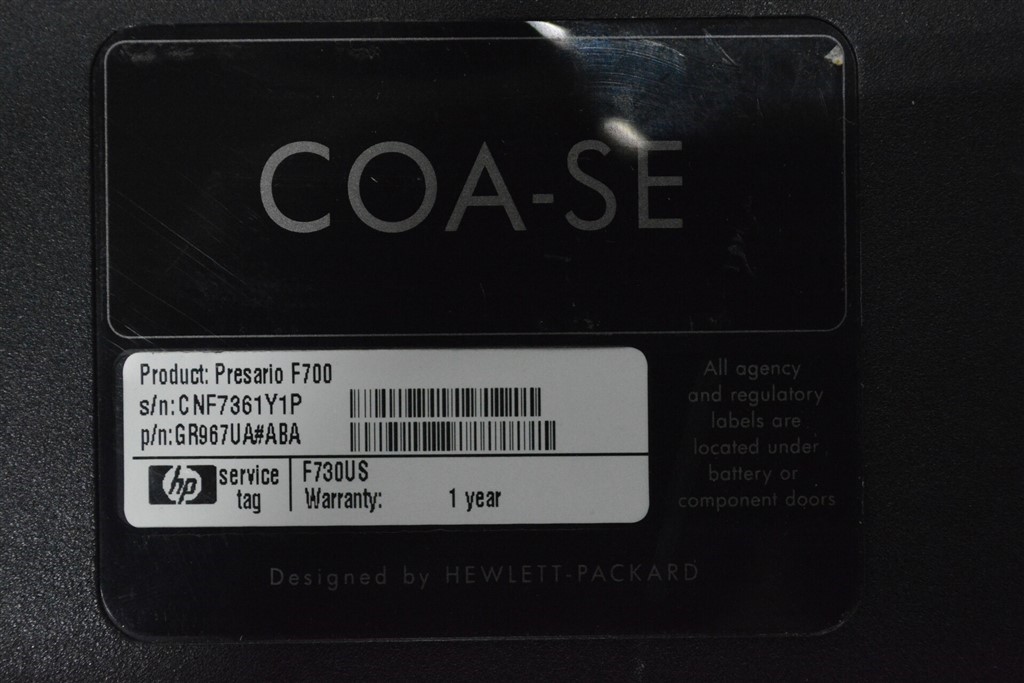 COA-SE
Product: Presario F700
s/n:CNF7361Y1P
p/n:GR967UA#ABA
hp service
tag
F730US
Warranty: 1 year
All agency
and regulatory
labels are
located under
battery or
component doors
Designed by HEWLETT-PACKARD